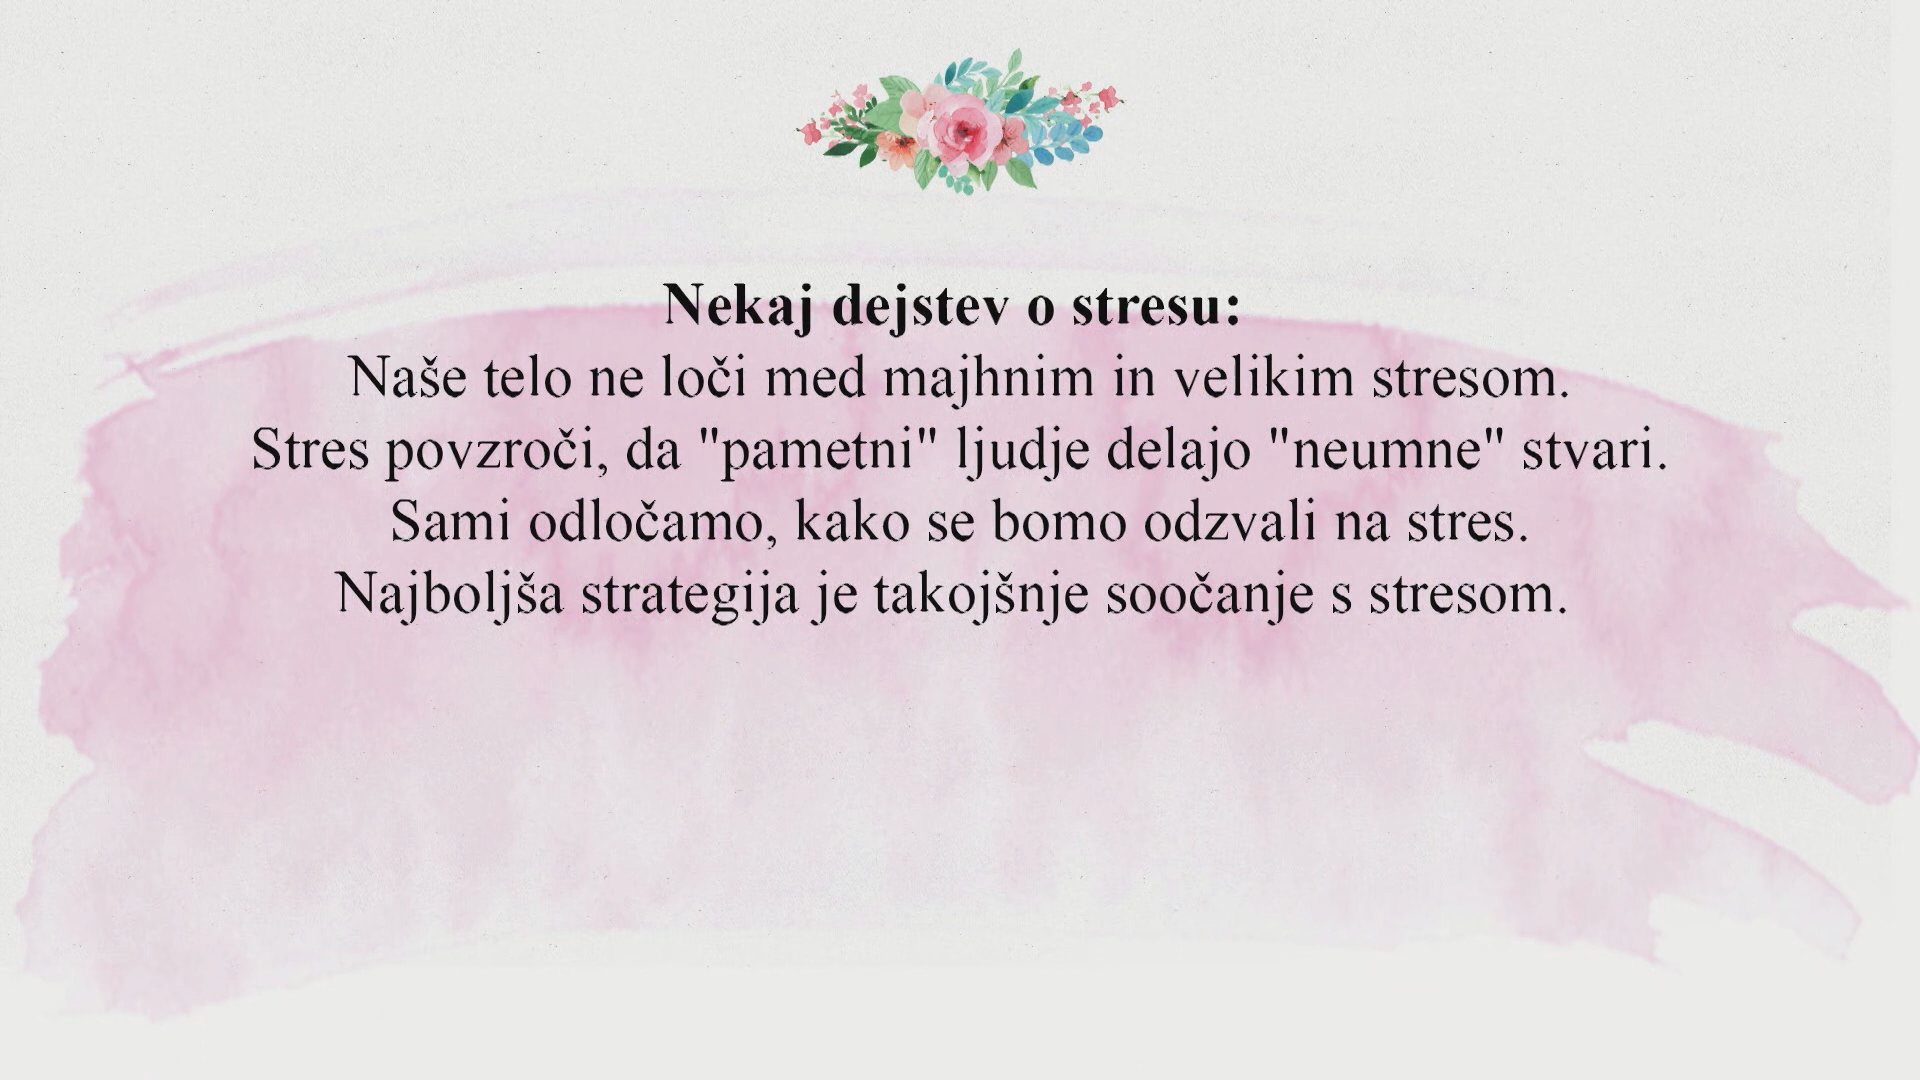 Nekaj dejstev o stresu:
Naše telo ne loči med majhnim in velikim stresom.
Stres povzroči, da "pametni" ljudje delajo "neumne" stvari.
Sami odločamo, kako se bomo odzvali na stres.
Najboljša strategija je takojšnje soočanje s stresom.